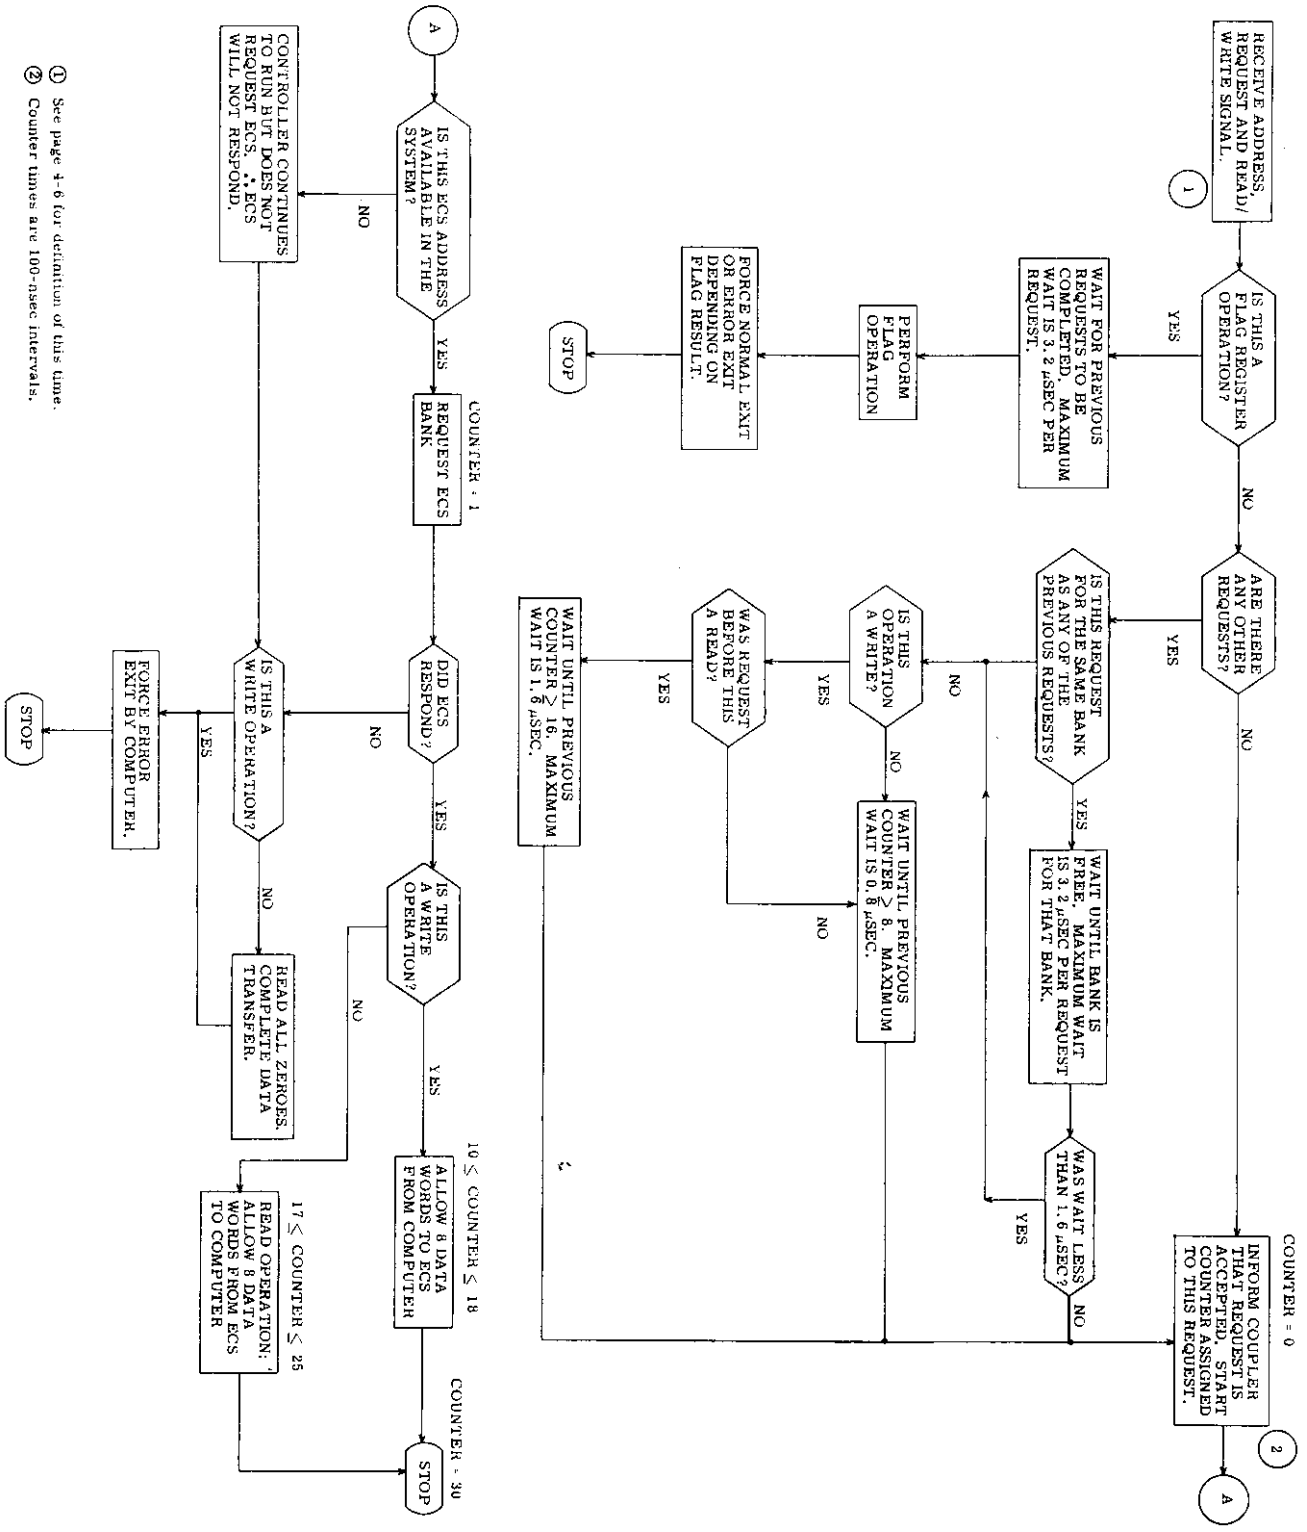 RECEIVE ADDRESS,
REQUEST AND READ/
WRITE SIGNAL.
1
IS THIS A
FLAG REGISTER
OPERATION?
YES
NO
WAIT FOR PREVIOUS
REQUESTS TO BE
COMPLETED. MAXIMUM
WAIT IS 3.2 μSEC PER
REQUEST.
PERFORM
FLAG
OPERATION
FORCE NORMAL EXIT
OR ERROR EXIT
DEPENDING ON
FLAG RESULT.
STOP
ARE THERE
ANY OTHER
REQUESTS?
YES
NO
IS THIS REQUEST
FOR THE SAME BANK
AS ANY OF THE
PREVIOUS REQUESTS?
NO
YES
WAIT UNTIL BANK IS
FREE. MAXIMUM WAIT
IS 3.2 μSEC PER REQUEST
FOR THAT BANK.
WAS WAIT LESS
THAN 1.6 μSEC?
YES
NO
IS THIS
OPERATION
A WRITE?
YES
NO
WAIT UNTIL PREVIOUS
COUNTER ≥ 8. MAXIMUM
WAIT IS 0.8 μSEC.
WAS REQUEST
BEFORE THIS
A READ?
YES
NO
WAIT UNTIL PREVIOUS
COUNTER ≥ 16. MAXIMUM
WAIT IS 1.6 μSEC.
COUNTER = 0
INFORM COUPLER
THAT REQUEST IS
ACCEPTED. START
COUNTER ASSIGNED
TO THIS REQUEST.
2
A
A
IS THIS ECS ADDRESS
AVAILABLE IN THE
SYSTEM?
NO
YES
CONTROLLER CONTINUES
TO RUN BUT DOES NOT
REQUEST ECS. ∴ ECS
WILL NOT RESPOND.
COUNTER = 1
REQUEST ECS
BANK
DID ECS
RESPOND?
NO
YES
IS THIS A
WRITE OPERATION?
YES
NO
FORCE ERROR
EXIT BY COMPUTER.
STOP
READ ALL ZEROES.
COMPLETE DATA
TRANSFER.
IS THIS
A WRITE
OPERATION?
NO
YES
10 ≤ COUNTER ≤ 18
ALLOW 8 DATA
WORDS TO ECS
FROM COMPUTER
17 ≤ COUNTER ≤ 25
READ OPERATION:
ALLOW 8 DATA
WORDS FROM ECS
TO COMPUTER
COUNTER = 30
STOP
① See page 4-6 for definition of this time.
② Counter times are 100-nsec intervals.